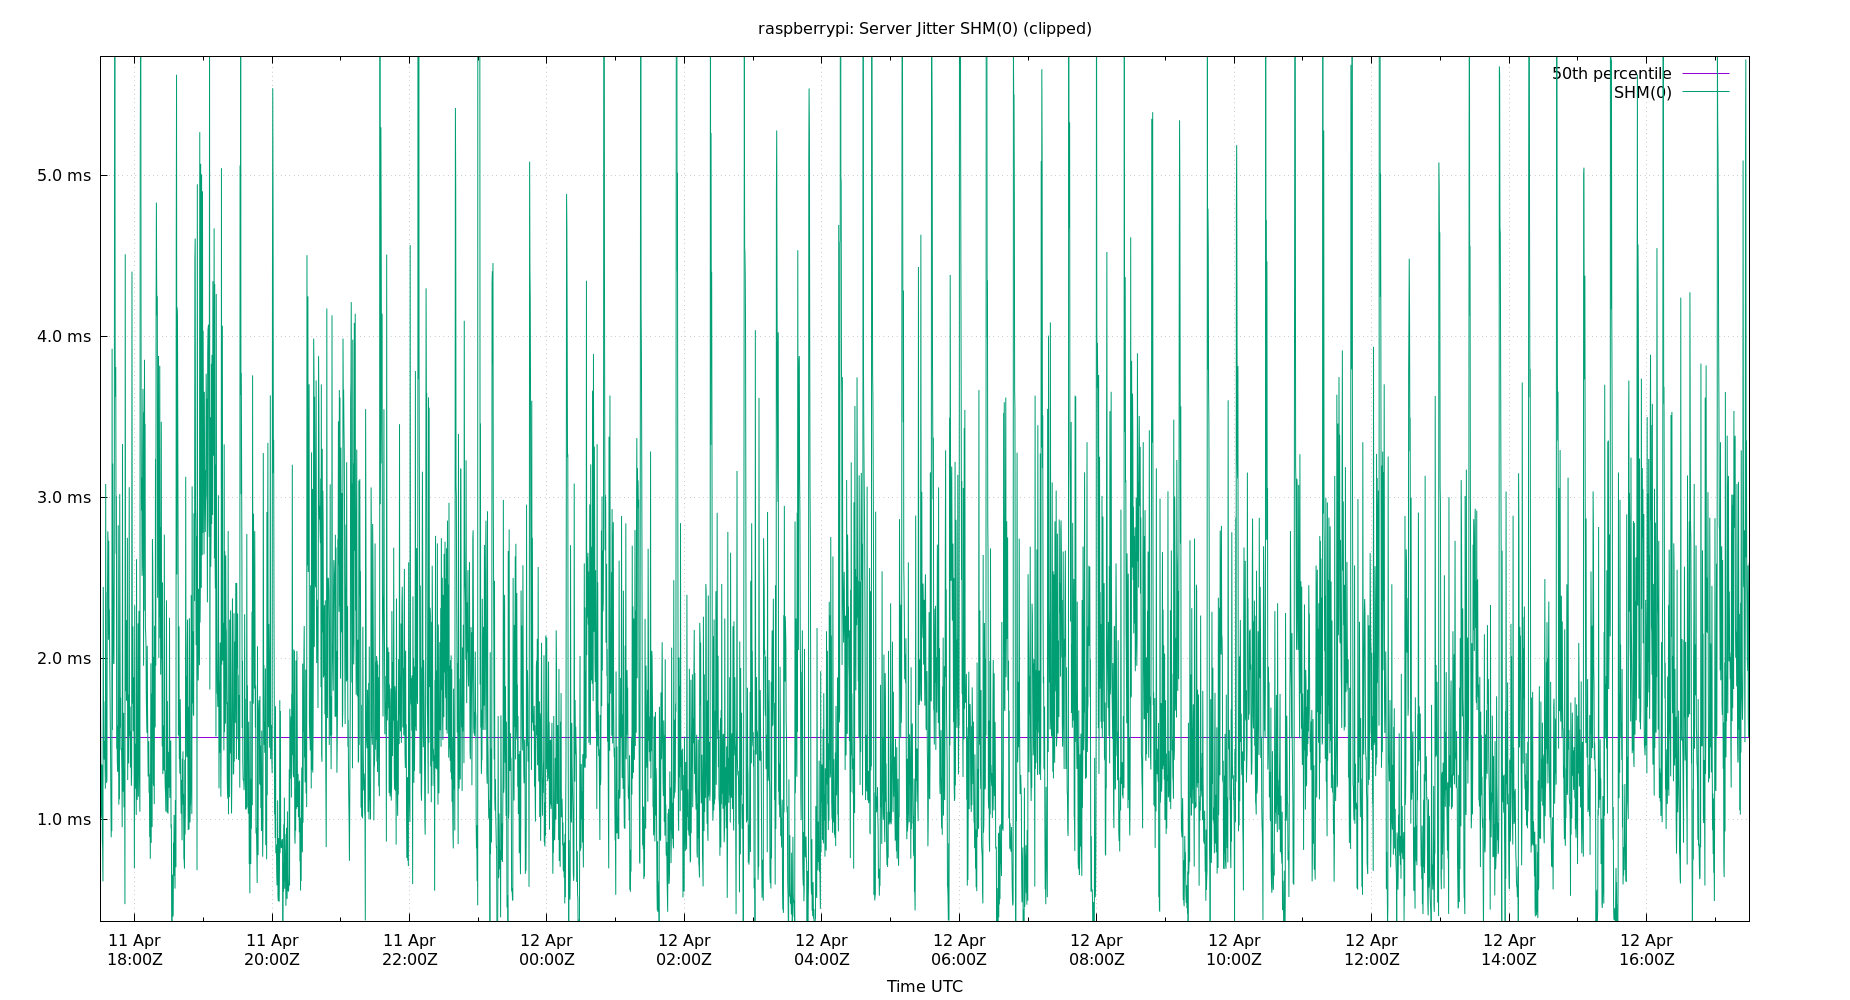 raspberrypi: Server Jitter SHM(0) (clipped)
50th percentile
SHM(0)
5.0 ms
4.0 ms
3.0 ms
2.0 ms
1.0 ms
11 Apr 11 Apr 11 Apr 12 Apr 12 Apr 12 Apr 12 Apr 12 Apr 12 Apr 12 Apr 12 Apr 12 Apr
18:00Z 20:00Z 22:00Z 00:00Z 02:00Z 04:00Z 06:00Z 08:00Z 10:00Z 12:00Z 14:00Z 16:00Z
Time UTC